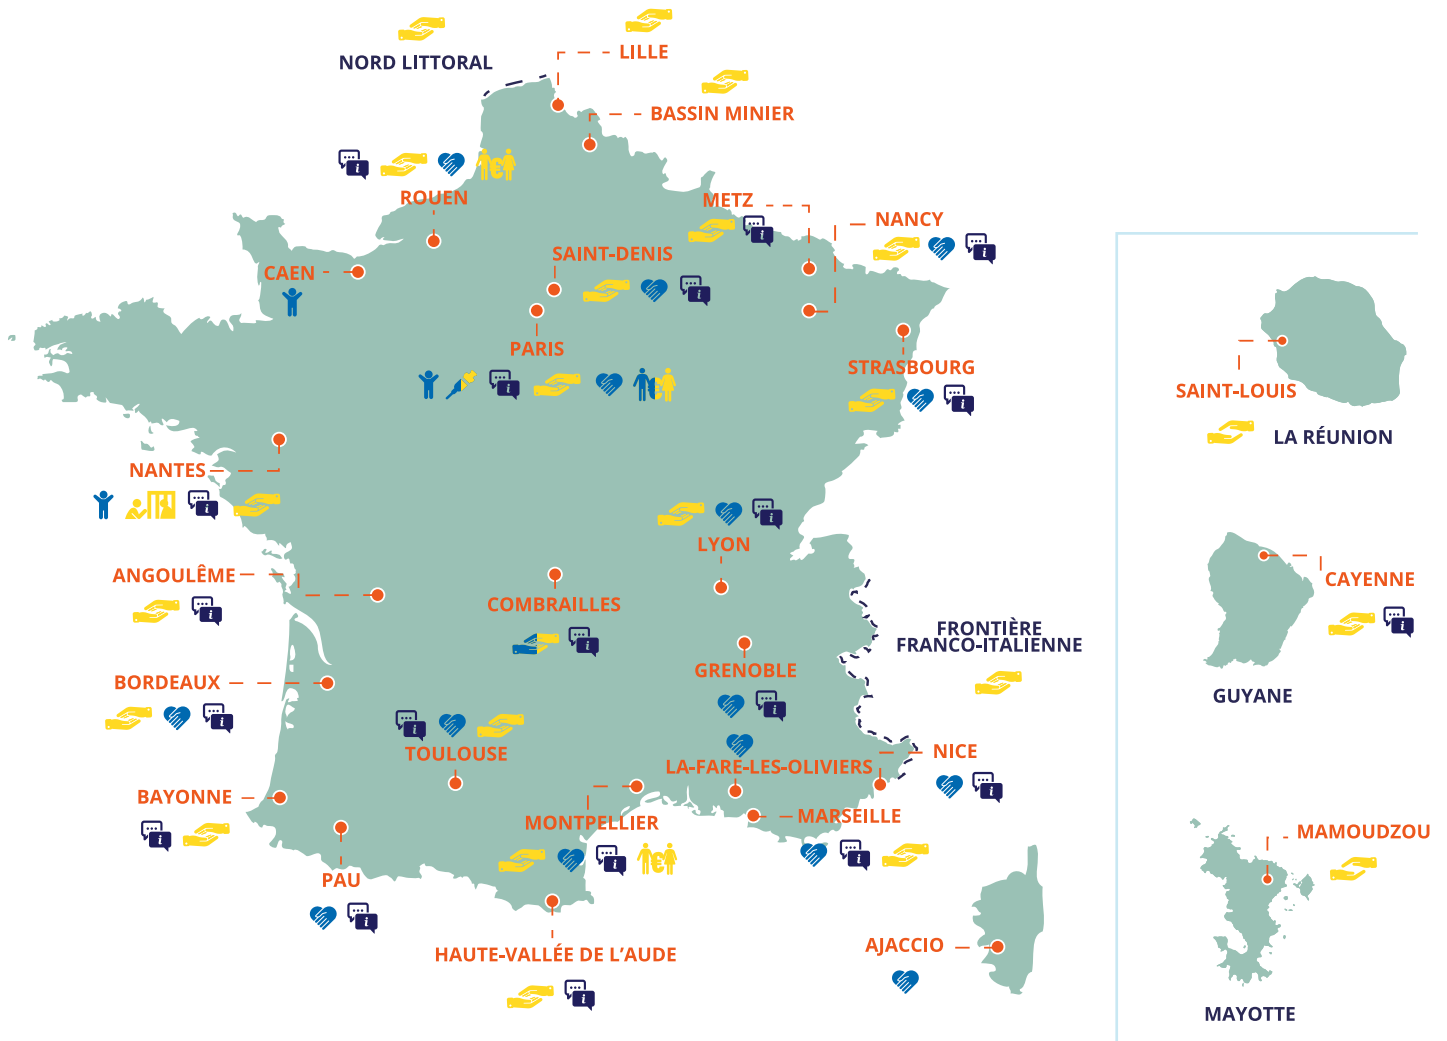 LILLE
NORD LITTORAL
BASSIN MINIER
ROUEN
METZ
NANCY
SAINT-DENIS
CAEN
PARIS
STRASBOURG
SAINT-LOUIS
LA RÉUNION
NANTES
LYON
ANGOULÊME
COMBRAILLES
CAYENNE
FRONTIÈRE
FRANCO-ITALIENNE
GRENOBLE
BORDEAUX
GUYANE
TOULOUSE
NICE
LA-FARE-LES-OLIVIERS
BAYONNE
MONTPELLIER
MARSEILLE
MAMOUDZOU
PAU
HAUTE-VALLÉE DE L’AUDE
AJACCIO
MAYOTTE